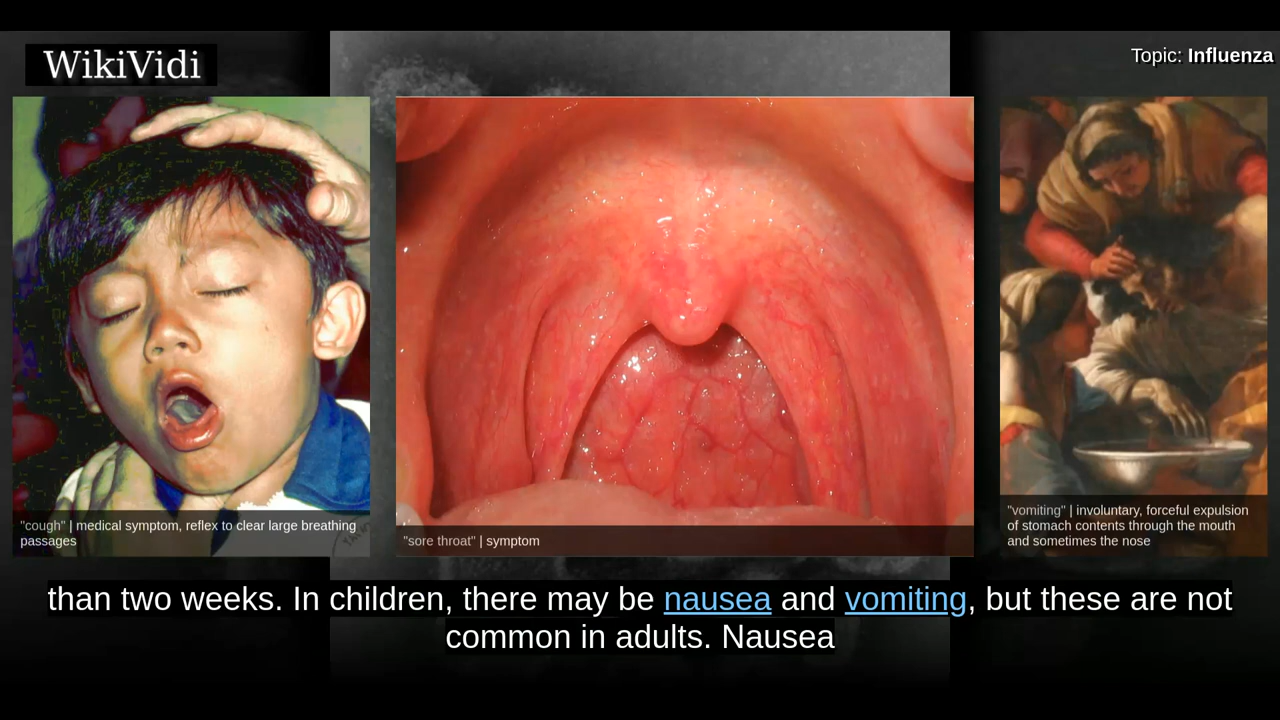 WikiVidi
Topic: Influenza
"cough" | medical symptom, reflex to clear large breathing
passages
"sore throat" | symptom
"vomiting" | involuntary, forceful expulsion
of stomach contents through the mouth
and sometimes the nose
than two weeks. In children, there may be nausea and vomiting, but these are not
common in adults. Nausea